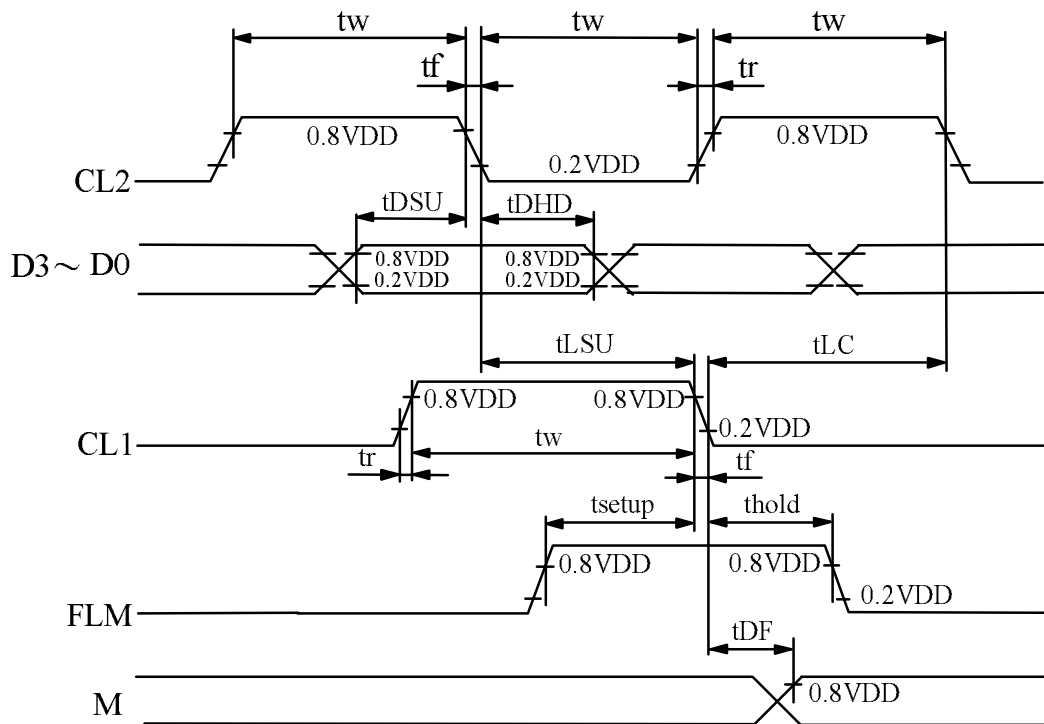 tw tw tw
tf tr
0.8VDD 0.8VDD
0.2VDD
CL2
tDSU tDHD
D3～D0 0.8VDD 0.8VDD
0.2VDD 0.2VDD
tLSU tLC
0.8VDD 0.8VDD
0.2VDD
CL1
tw
tr tf
tsetup thold
0.8VDD 0.8VDD
0.2VDD
FLM
tDF
M 0.8VDD